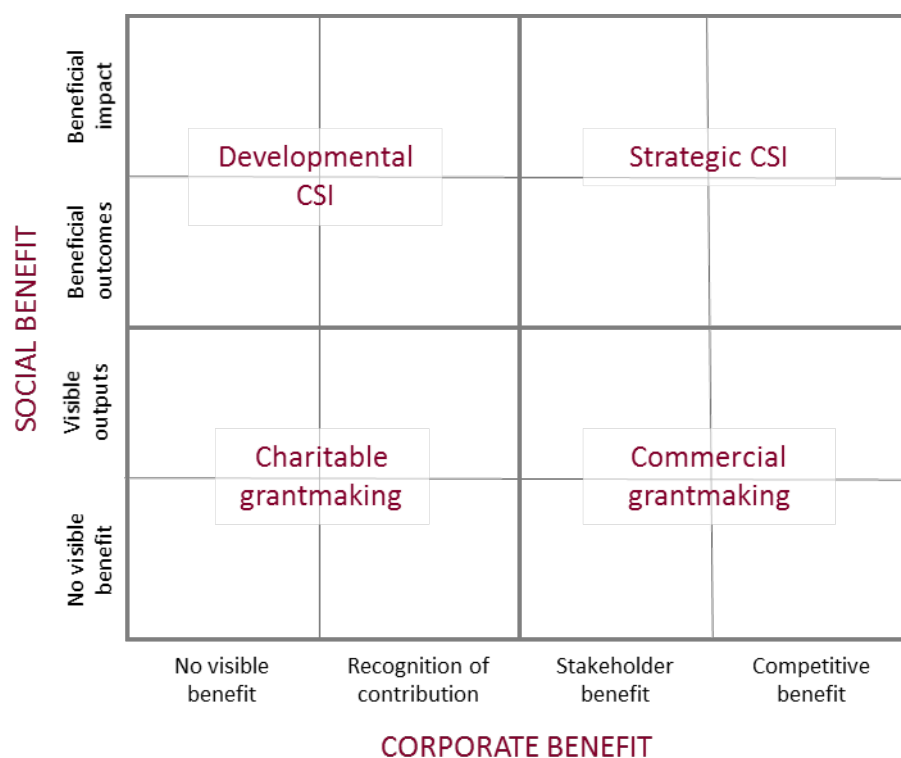 SOCIAL BENEFIT
Beneficial
impact
Beneficial
outcomes
Visible
outputs
No visible
benefit
Developmental
CSI
Strategic CSI
Charitable
grantmaking
Commercial
grantmaking
No visible
benefit
Recognition of
contribution
Stakeholder
benefit
Competitive
benefit
CORPORATE BENEFIT